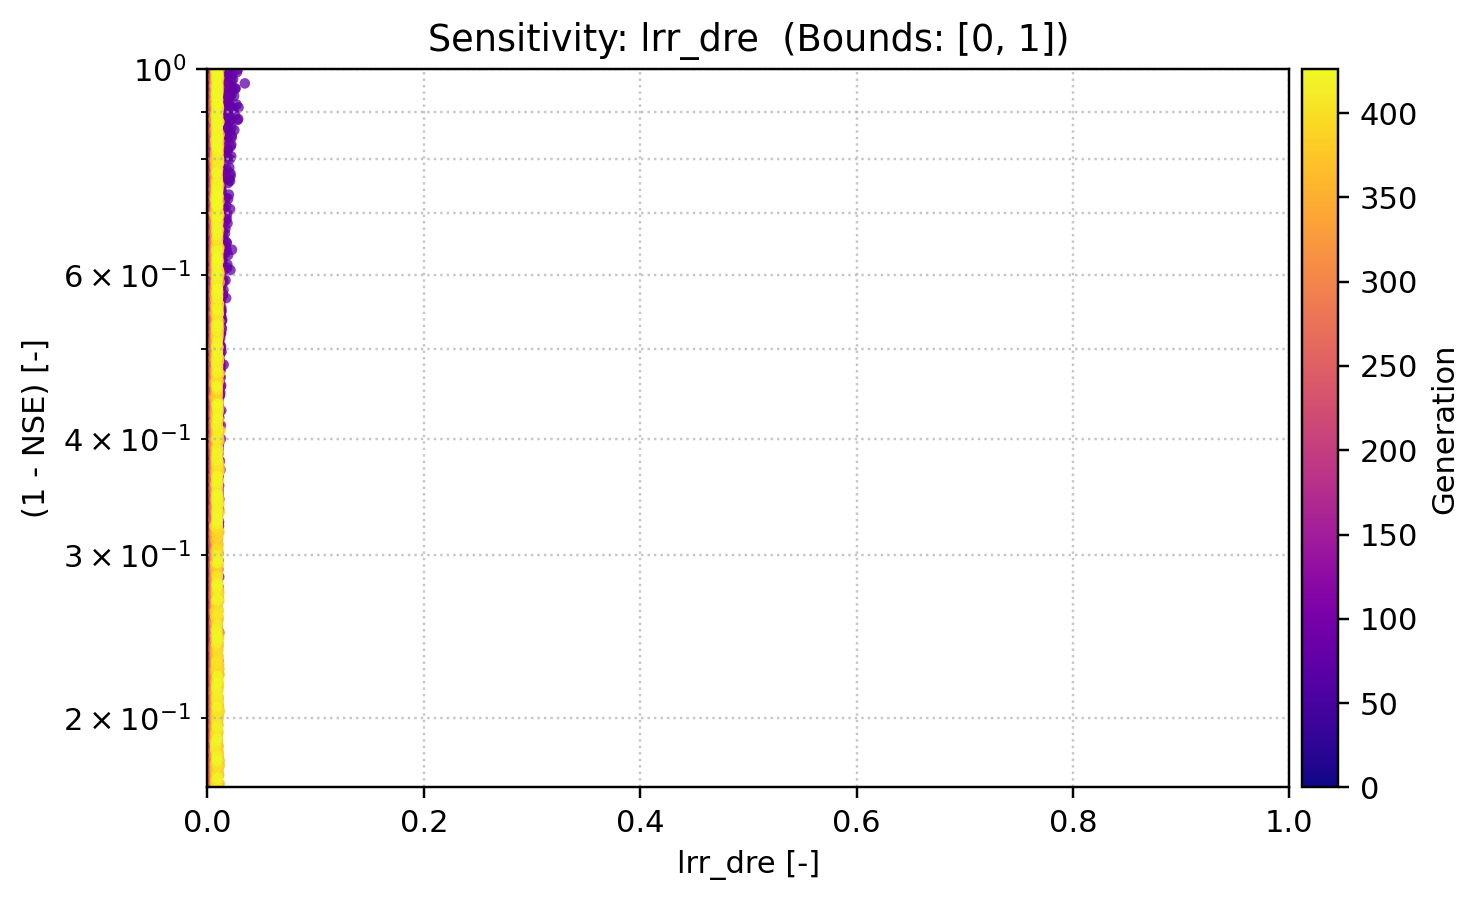 Sensitivity: lrr_dre  (Bounds: [0, 1])
10⁰
6 × 10⁻¹
4 × 10⁻¹
3 × 10⁻¹
2 × 10⁻¹
(1 - NSE) [-]
0.0 0.2 0.4 0.6 0.8 1.0
lrr_dre [-]
400
350
300
250
200
150
100
50
0
Generation